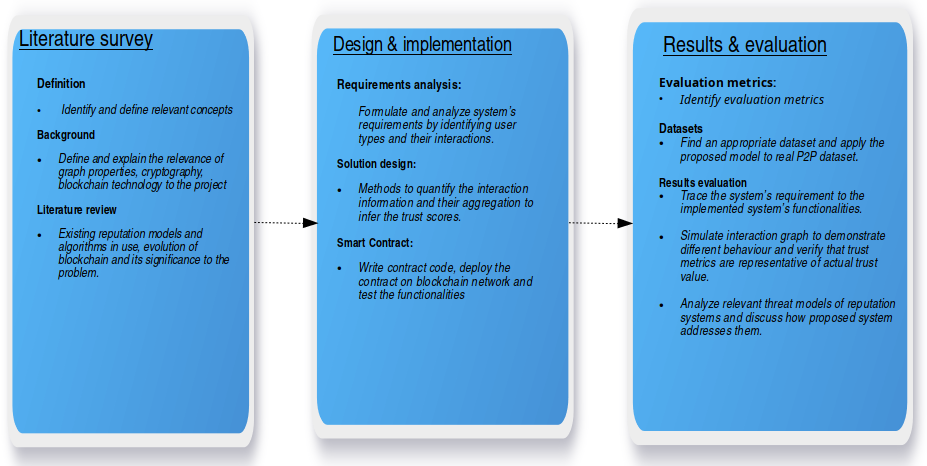 Literature survey
Definition
• Identify and define relevant concepts
Background
• Define and explain the relevance of
graph properties, cryptography,
blockchain technology to the project
Literature review
• Existing reputation models and
algorithms in use, evolution of
blockchain and its significance to the
problem.
Design & implementation
Requirements analysis:
Formulate and analyze system's
requirements by identifying user
types and their interactions.
Solution design:
• Methods to quantify the interaction
information and their aggregation to
infer the trust scores.
Smart Contract:
• Write contract code, deploy the
contract on blockchain network and
test the functionalities
Results & evaluation
Evaluation metrics:
• Identify evaluation metrics
Datasets
• Find an appropriate dataset and apply the
proposed model to real P2P dataset.
Results evaluation
• Trace the system's requirement to the
implemented system's functionalities.
• Simulate interaction graph to demonstrate
different behaviour and verify that trust
metrics are representative of actual trust
value.
• Analyze relevant threat models of reputation
systems and discuss how proposed system
addresses them.